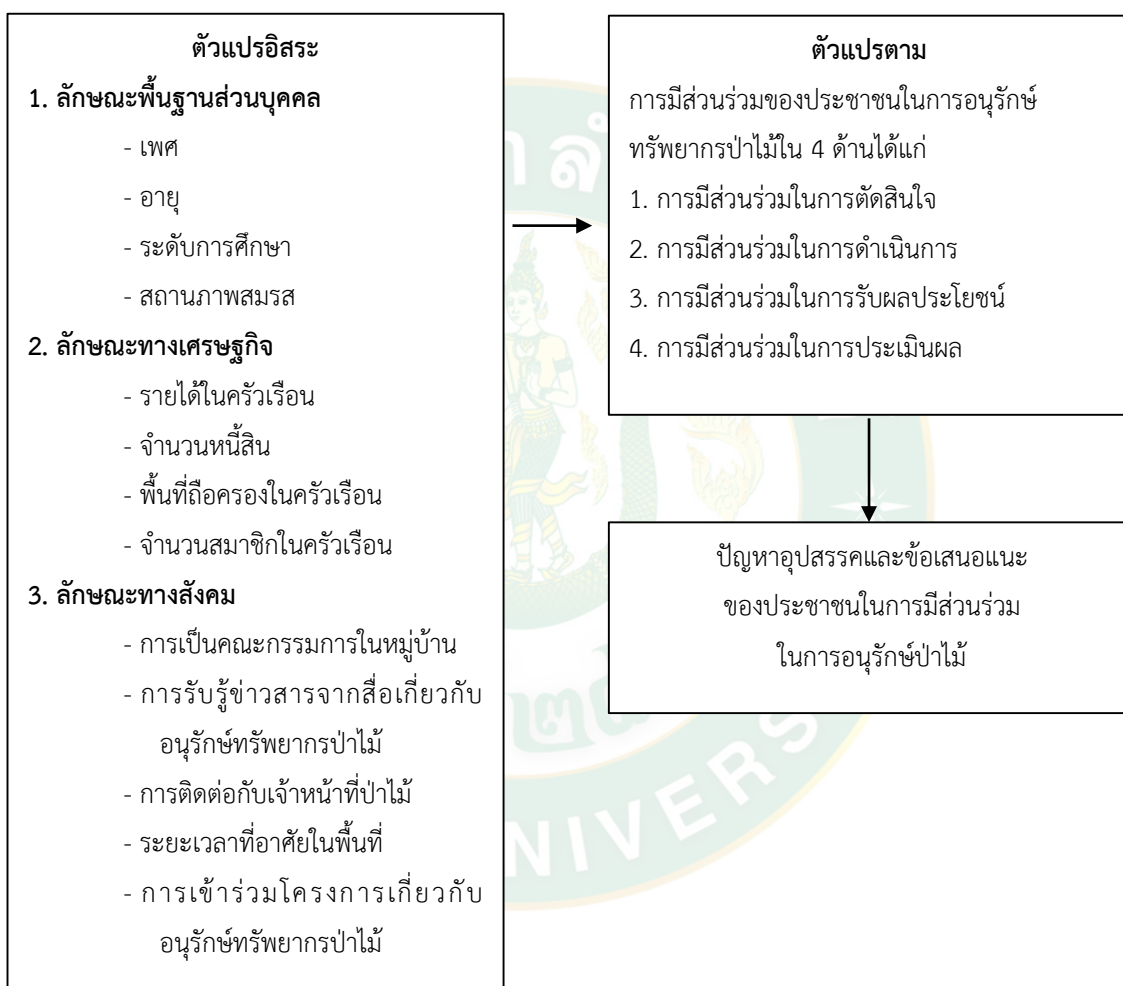 ตัวแปรอิสระ
1. ลักษณะพื้นฐานส่วนบุคคล
- เพศ
- อายุ
- ระดับการศึกษา
- สถานภาพสมรส
2. ลักษณะทางเศรษฐกิจ
- รายได้ในครัวเรือน
- จำนวนหนี้สิน
- พื้นที่ถือครองในครัวเรือน
- จำนวนสมาชิกในครัวเรือน
3. ลักษณะทางสังคม
- การเป็นคณะกรรมการในหมู่บ้าน
- การรับรู้ข่าวสารจากสื่อเกี่ยวกับ
อนุรักษ์ทรัพยากรป่าไม้
- การติดต่อกับเจ้าหน้าที่ป่าไม้
- ระยะเวลาที่อาศัยในพื้นที่
- การเข้าร่วมโครงการเกี่ยวกับ
อนุรักษ์ทรัพยากรป่าไม้
ตัวแปรตาม
การมีส่วนร่วมของประชาชนในการอนุรักษ์
ทรัพยากรป่าไม้ใน 4 ด้านได้แก่
1. การมีส่วนร่วมในการตัดสินใจ
2. การมีส่วนร่วมในการดำเนินการ
3. การมีส่วนร่วมในการรับผลประโยชน์
4. การมีส่วนร่วมในการประเมินผล
ปัญหาอุปสรรคและข้อเสนอแนะ
ของประชาชนในการมีส่วนร่วม
ในการอนุรักษ์ป่าไม้